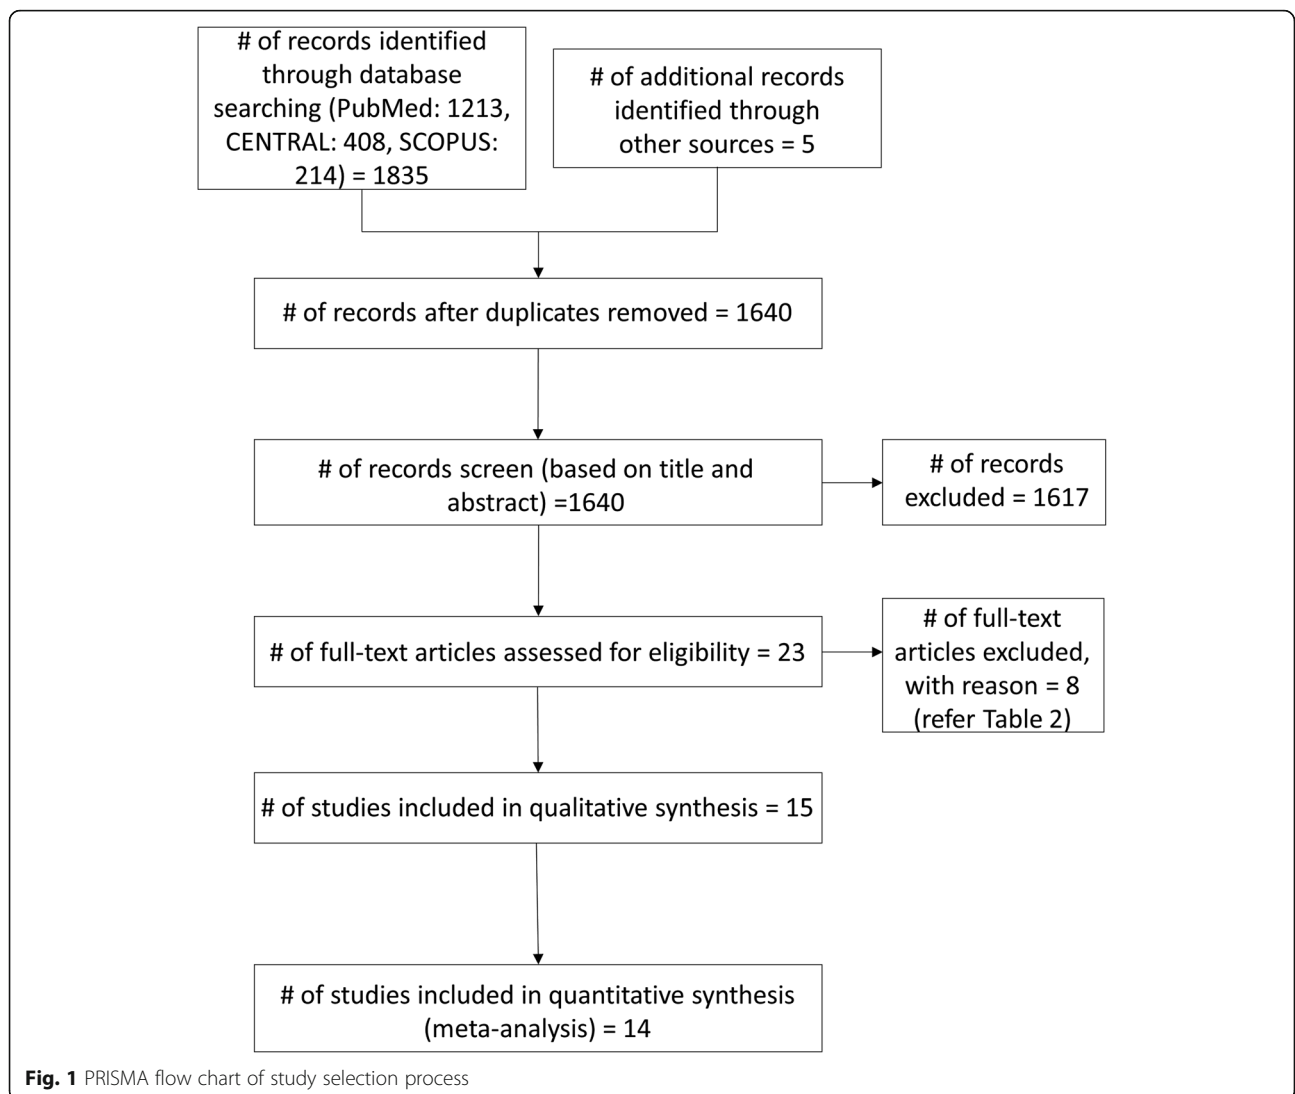 # of records identified
through database
searching (PubMed: 1213,
CENTRAL: 408, SCOPUS:
214) = 1835
# of additional records
identified through
other sources = 5
# of records after duplicates removed = 1640
# of records screen (based on title and
abstract) =1640
# of records
excluded = 1617
# of full-text articles assessed for eligibility = 23
# of full-text
articles excluded,
with reason = 8
(refer Table 2)
# of studies included in qualitative synthesis = 15
# of studies included in quantitative synthesis
(meta-analysis) = 14
Fig. 1 PRISMA flow chart of study selection process